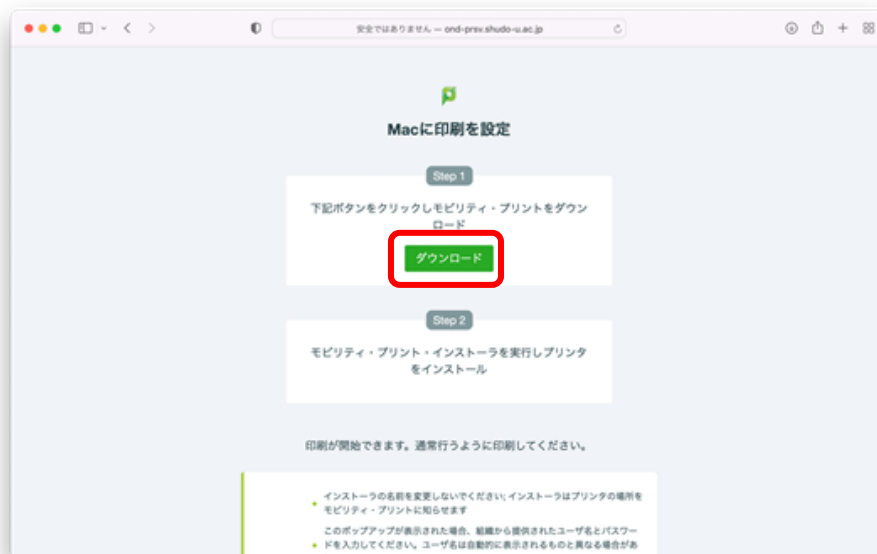 安全ではありません — ond-prsv.shudo-u.ac.jp
Macに印刷を設定
Step 1
下記ボタンをクリックしモビリティ・プリントをダウン
ロード
ダウンロード
Step 2
モビリティ・プリント・インストーラを実行しプリンタ
をインストール
印刷が開始できます。通常行うように印刷してください。
インストーラの名前を変更しないでください; インストーラはプリンタの場所を
モビリティ・プリントに知らせます
このポップアップが表示された場合、組織から提供されたユーザ名とパスワー
ドを入力してください。ユーザ名は自動的に表示されるものと異なる場合があ